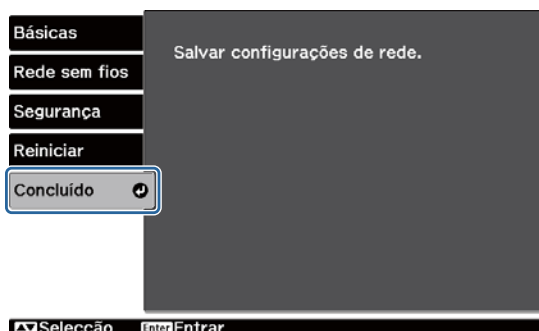 Básicas
Salvar configurações de rede.
Rede sem fios
Segurança
Reiniciar
Concluído
Selecção Enter Entrar